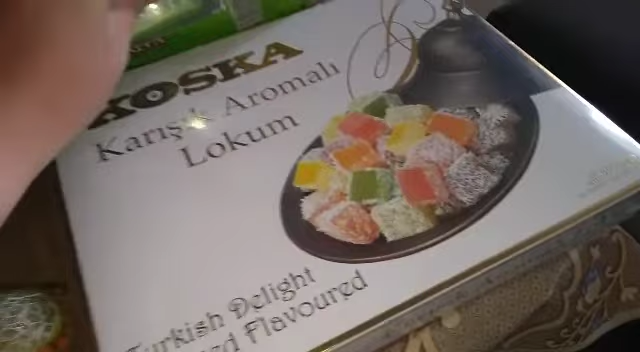 KOSKA
Karışık Aromalı
Lokum
Turkish Delight
Flavoured